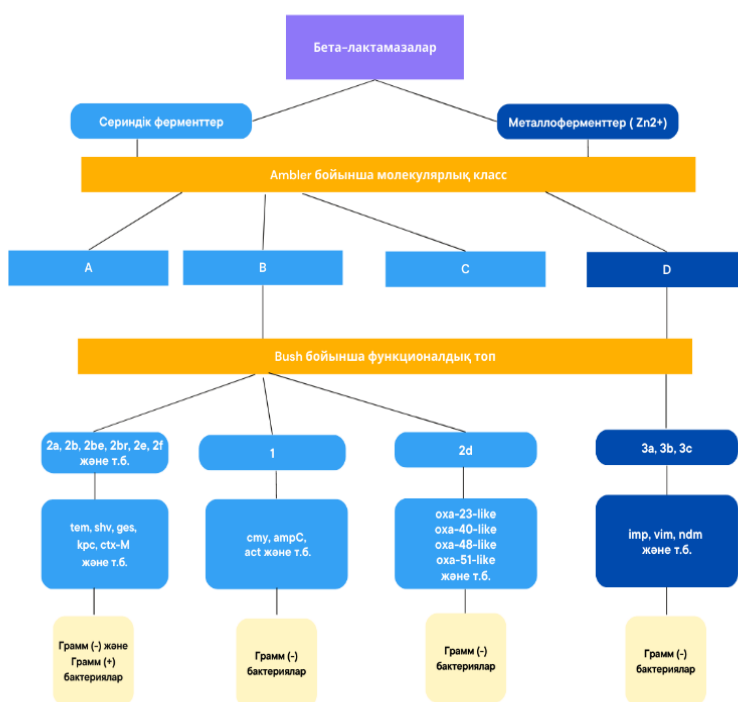 Бета-лактамазалар
Сериндік ферменттер
Металлоферменттер ( Zn2+)
Ambler бойынша молекулярлық класс
A
B
C
D
Bush бойынша функционалдық топ
2a, 2b, 2be, 2br, 2e, 2f
және т.б.
1
2d
3a, 3b, 3c
tem, shv, ges,
kpc, ctx-M
және т.б.
cmy, ampC,
act және т.б.
oxa-23-like
oxa-40-like
oxa-48-like
oxa-51-like
және т.б.
imp, vim, ndm
және т.б.
Грамм (-) және
Грамм (+)
бактериялар
Грамм (-)
бактериялар
Грамм (-)
бактериялар
Грамм (-)
бактериялар